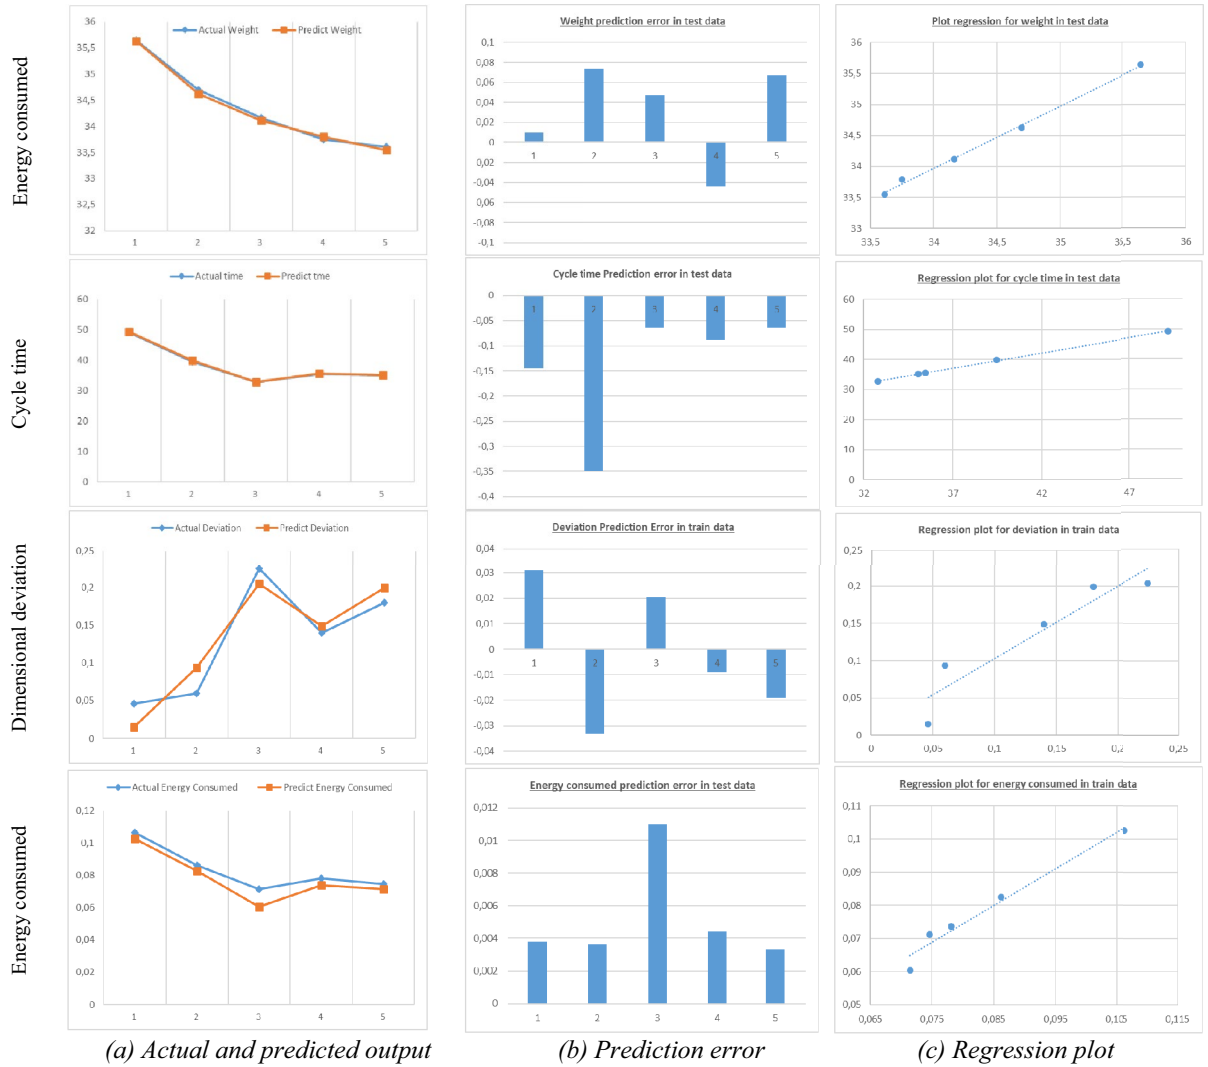 Energy consumed
Actual Weight Predict Weight
36
35,5
35
34,5
34
33,5
33
32,5
32
1 2 3 4 5
Weight prediction error in test data
0,1
0,08
0,06
0,04
0,02
0
0,02
-0,04
-0,06
-0,08
-0,1
1 2 3 4 5
Plot regression for weight in test data
36
35,5
35
34,5
34
33,5
33
33,5 34 34,5 35 35,5 36
Cycle time
Actual time Predict tme
60
50
40
30
20
10
0
1 2 3 4 5
Cycle time Prediction error in test data
0
-0,05
-0,1
-0,15
-0,2
-0,25
-0,3
-0,35
-0,4
1 2 3 4 5
Regression plot for cycle time in test data
60
50
40
30
20
10
0
32 37 42 47
Dimensional deviation
Actual Deviation Predict Deviation
0,25
0,2
0,15
0,1
0,05
0
1 2 3 4 5
Deviation Prediction Error in train data
0,04
0,03
0,02
0,01
0
-0,01
-0,02
-0,03
-0,04
1 2 3 4 5
Regression plot for deviation in train data
0,25
0,2
0,15
0,1
0,05
0
0 0,05 0,1 0,15 0,2 0,25
Energy consumed
Actual Energy Consumed Predict Energy Consumed
0,12
0,1
0,08
0,06
0,04
0,02
0
1 2 3 4 5
Energy consumed prediction error in test data
0,012
0,01
0,008
0,006
0,004
0,002
0
1 2 3 4 5
Regression plot for energy consumed in train data
0,11
0,1
0,09
0,08
0,07
0,06
0,05
0,065 0,075 0,085 0,095 0,105 0,115
(a) Actual and predicted output
(b) Prediction error
(c) Regression plot